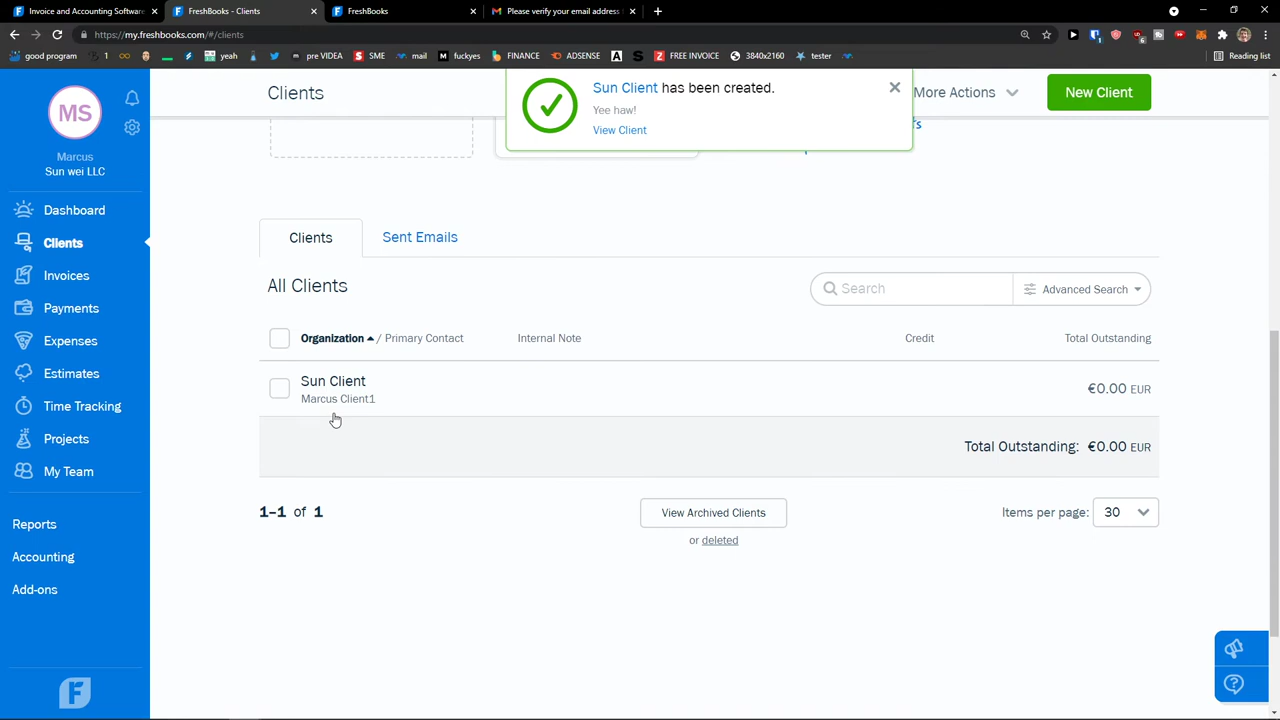 Invoice and Accounting Software
FreshBooks - Clients
FreshBooks
Please verify your email address
https://my.freshbooks.com/#/clients
good program
1
yeah
pre VIDEA
SME
mail
fuckyes
FINANCE
ADSENSE
S
FREE INVOICE
3840x2160
tester
Reading list
MS
Marcus
Sun wei LLC
Dashboard
Clients
Invoices
Payments
Expenses
Estimates
Time Tracking
Projects
My Team
Reports
Accounting
Add-ons
Clients
Sun Client has been created.
Yee haw!
View Client
More Actions
New Client
Clients
Sent Emails
All Clients
Search
Advanced Search
Organization / Primary Contact
Internal Note
Credit
Total Outstanding
Sun Client
Marcus Client1
€0.00 EUR
Total Outstanding: €0.00 EUR
1–1 of 1
View Archived Clients
or deleted
Items per page: 30